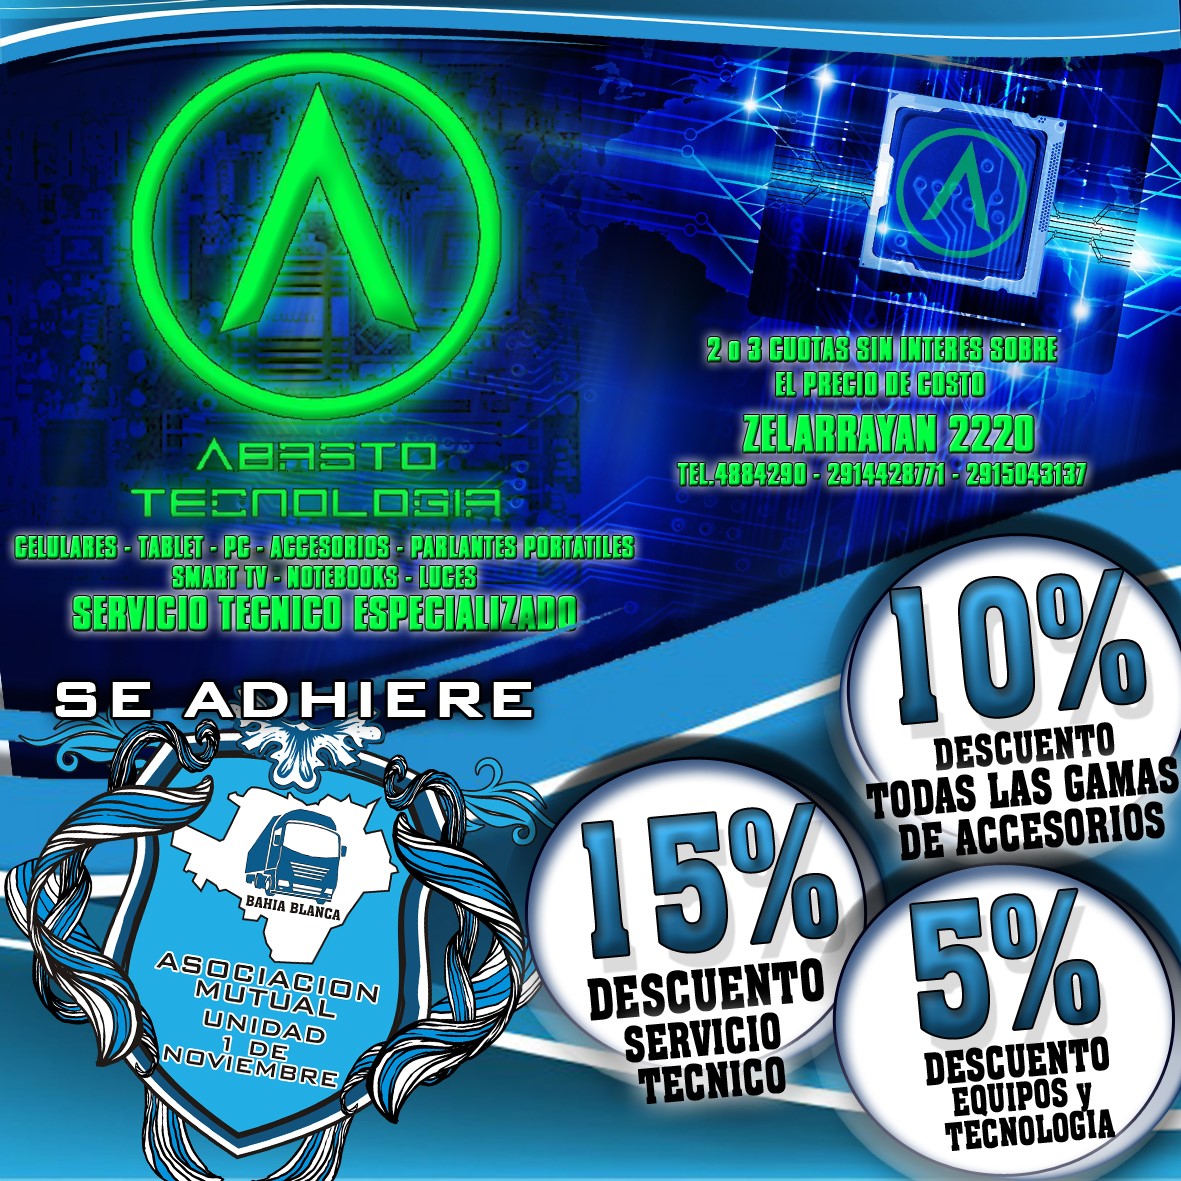 ABASTO
TECNOLOGIA
CELULARES - TABLET - PC - ACCESORIOS - PARLANTES PORTATILES
SMART TV - NOTEBOOKS - LUCES
SERVICIO TECNICO ESPECIALIZADO
2 o 3 CUOTAS SIN INTERES SOBRE
EL PRECIO DE COSTO
ZELARRAYAN 2220
TEL.4884290 - 2914428771 - 2915043137
SE ADHIERE
BAHIA BLANCA
ASOCIACION
MUTUAL
UNIDAD
1 DE
NOVIEMBRE
10%
DESCUENTO
TODAS LAS GAMAS
DE ACCESORIOS
15%
DESCUENTO
SERVICIO
TECNICO
5%
DESCUENTO
EQUIPOS y
TECNOLOGIA